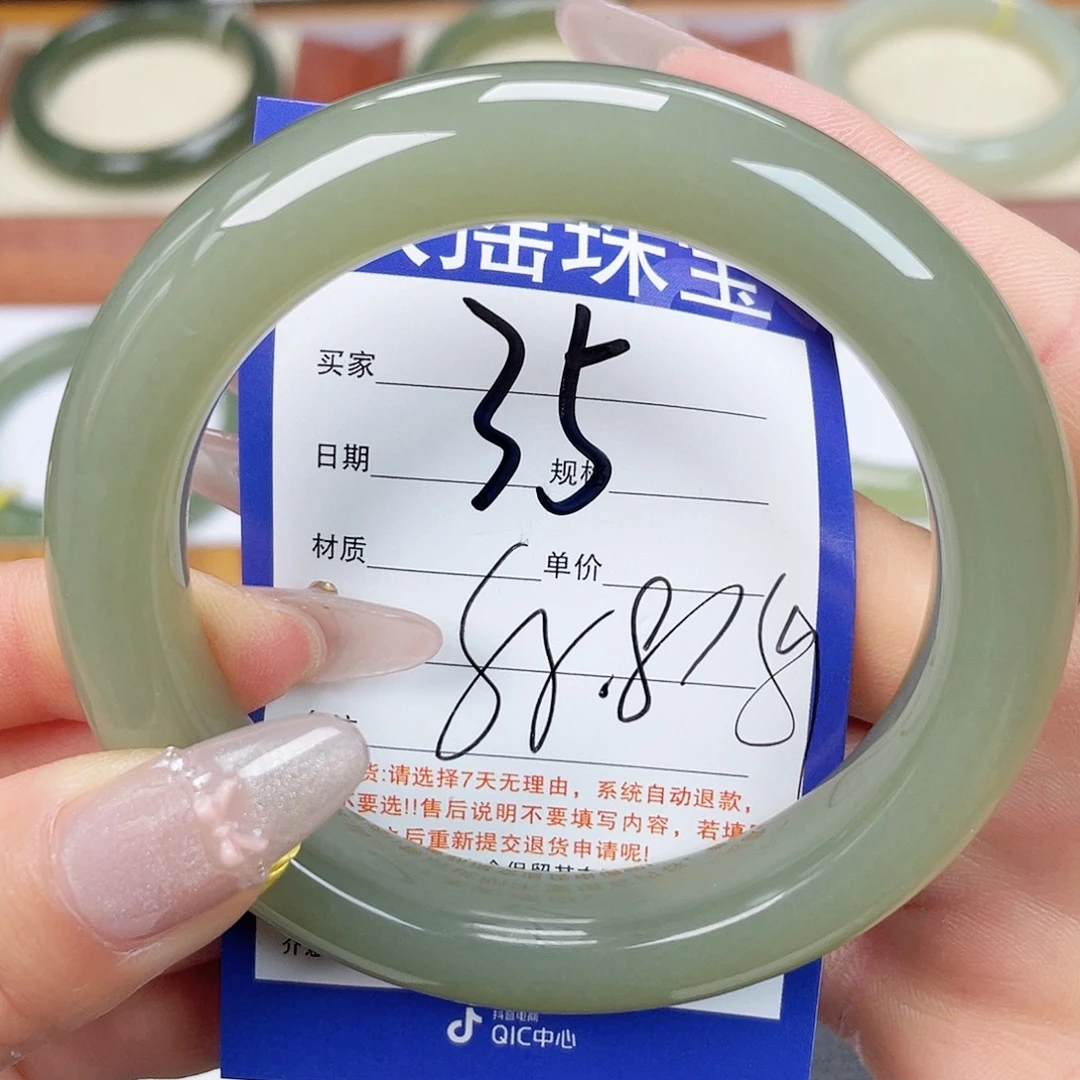 摇珠宝
35
买家
日期 规格
材质 单价
货:请选择7天无理由，系统自动退款，
不要选!!售后说明不要填写内容，若填
之后重新提交退货申请呢!
抖音电商
QIC中心